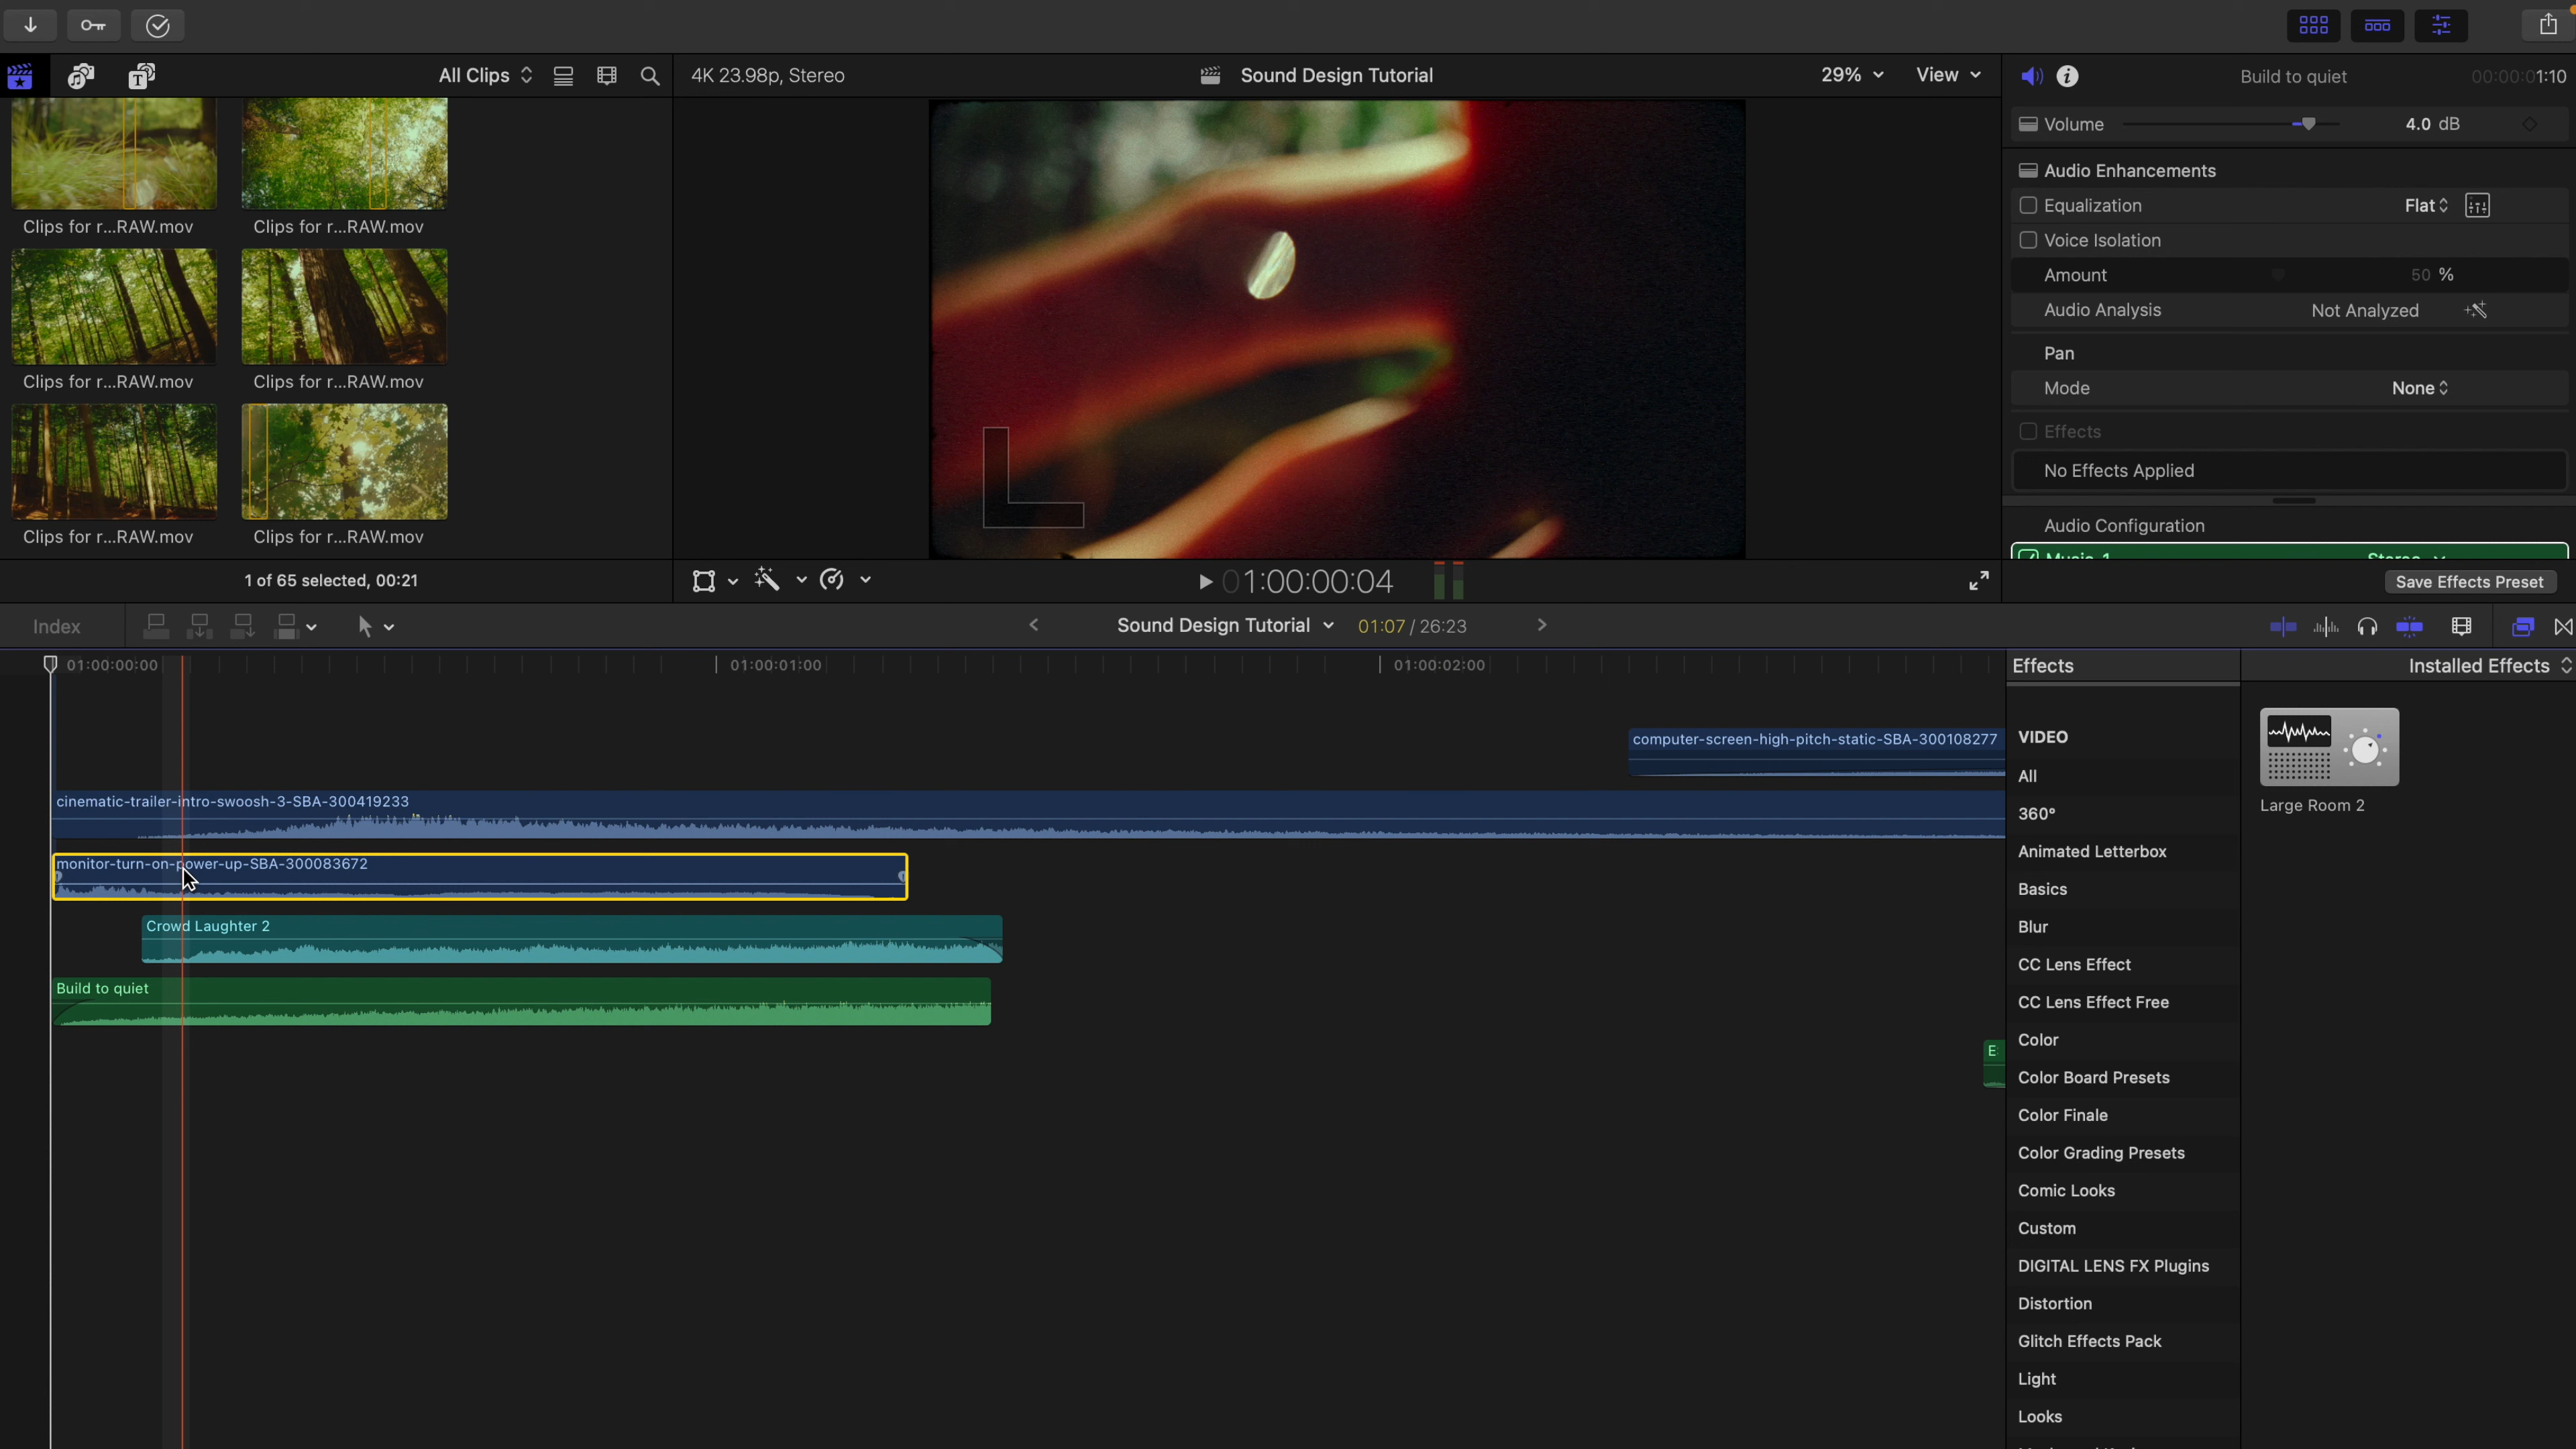 All Clips
4K 23.98p, Stereo
Sound Design Tutorial
29%
View
Build to quiet
00:00:01:10
Clips for r...RAW.mov
Clips for r...RAW.mov
Clips for r...RAW.mov
Clips for r...RAW.mov
Clips for r...RAW.mov
Clips for r...RAW.mov
1 of 65 selected, 00:21
L
01:00:00:04
Volume
4.0 dB
Audio Enhancements
Equalization
Flat
Voice Isolation
Amount
50 %
Audio Analysis
Not Analyzed
Pan
Mode
None
Effects
No Effects Applied
Audio Configuration
Music-1
Stereo
Save Effects Preset
Index
Sound Design Tutorial
01:07 / 26:23
01:00:00:00
01:00:01:00
01:00:02:00
computer-screen-high-pitch-static-SBA-300108277
cinematic-trailer-intro-swoosh-3-SBA-300419233
monitor-turn-on-power-up-SBA-300083672
Crowd Laughter 2
Build to quiet
E
Effects
Installed Effects
VIDEO
All
360°
Animated Letterbox
Basics
Blur
CC Lens Effect
CC Lens Effect Free
Color
Color Board Presets
Color Finale
Color Grading Presets
Comic Looks
Custom
DIGITAL LENS FX Plugins
Distortion
Glitch Effects Pack
Light
Looks
Large Room 2